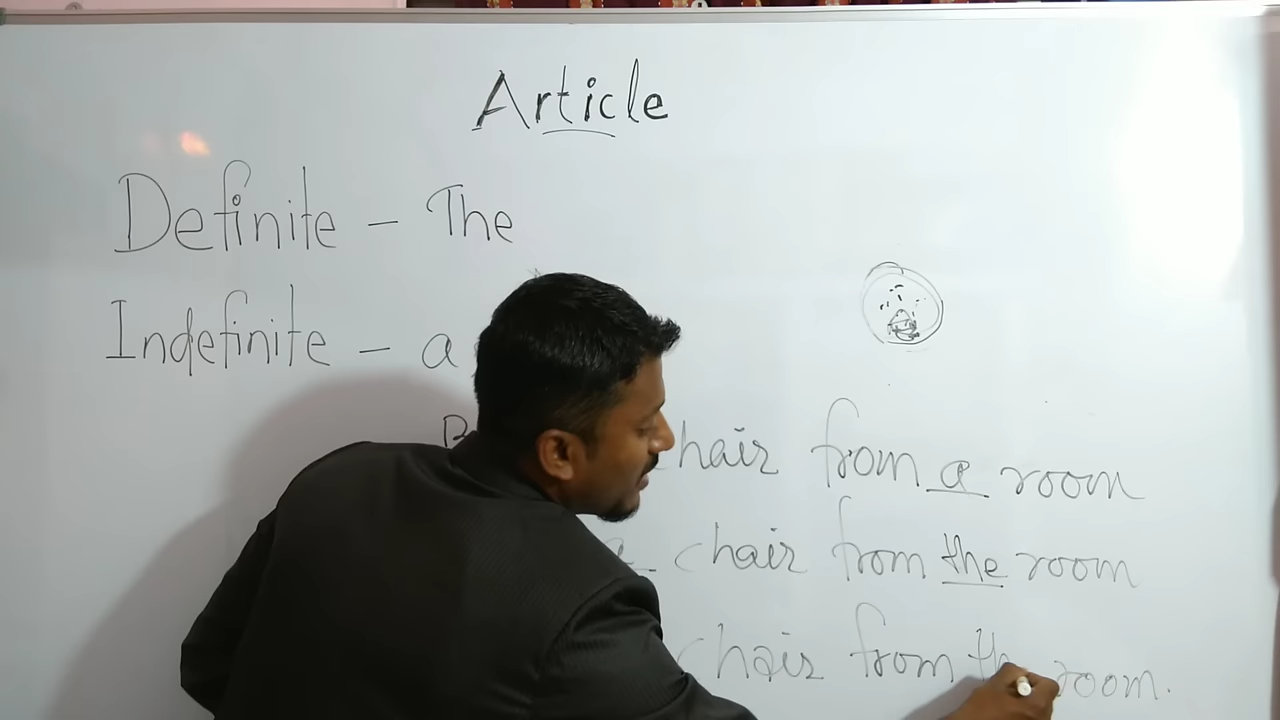 Article
Definite - The
Indefinite - a
chair from a room
a chair from the room
chair from the room.